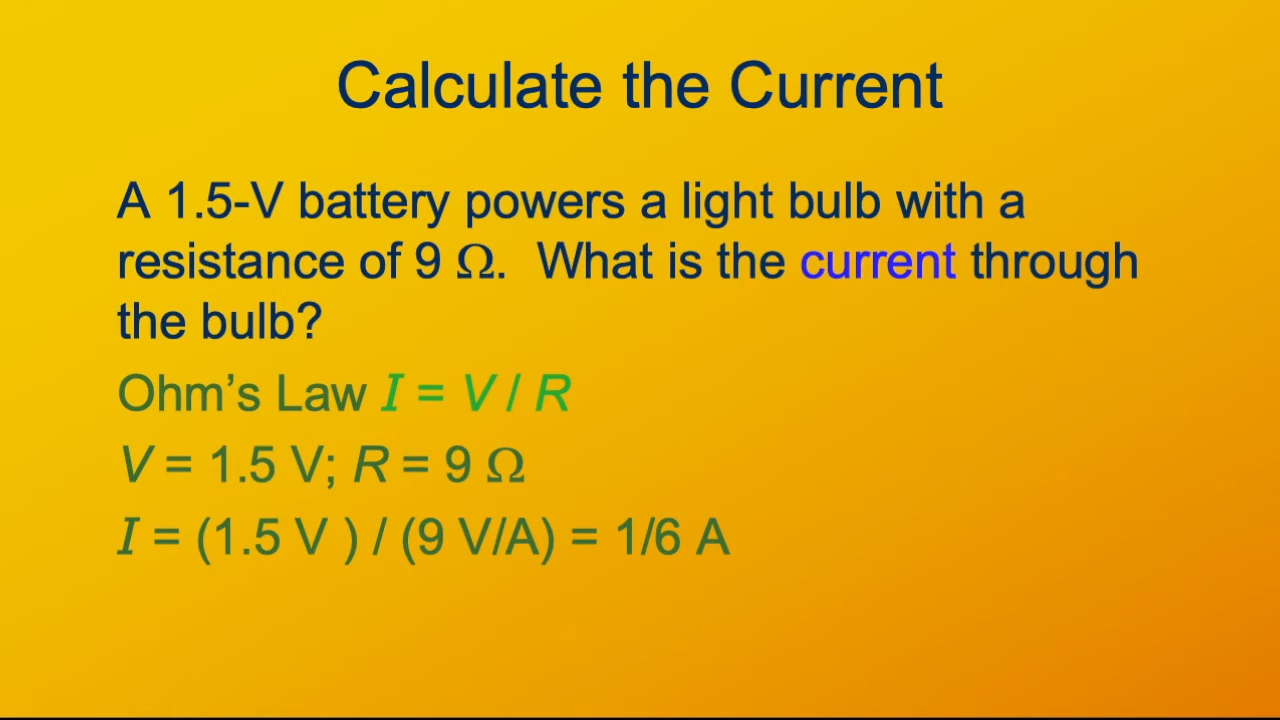 Calculate the Current
A 1.5-V battery powers a light bulb with a
resistance of 9 Ω.  What is the current through
the bulb?
Ohm’s Law I = V / R
V = 1.5 V; R = 9 Ω
I = (1.5 V ) / (9 V/A) = 1/6 A